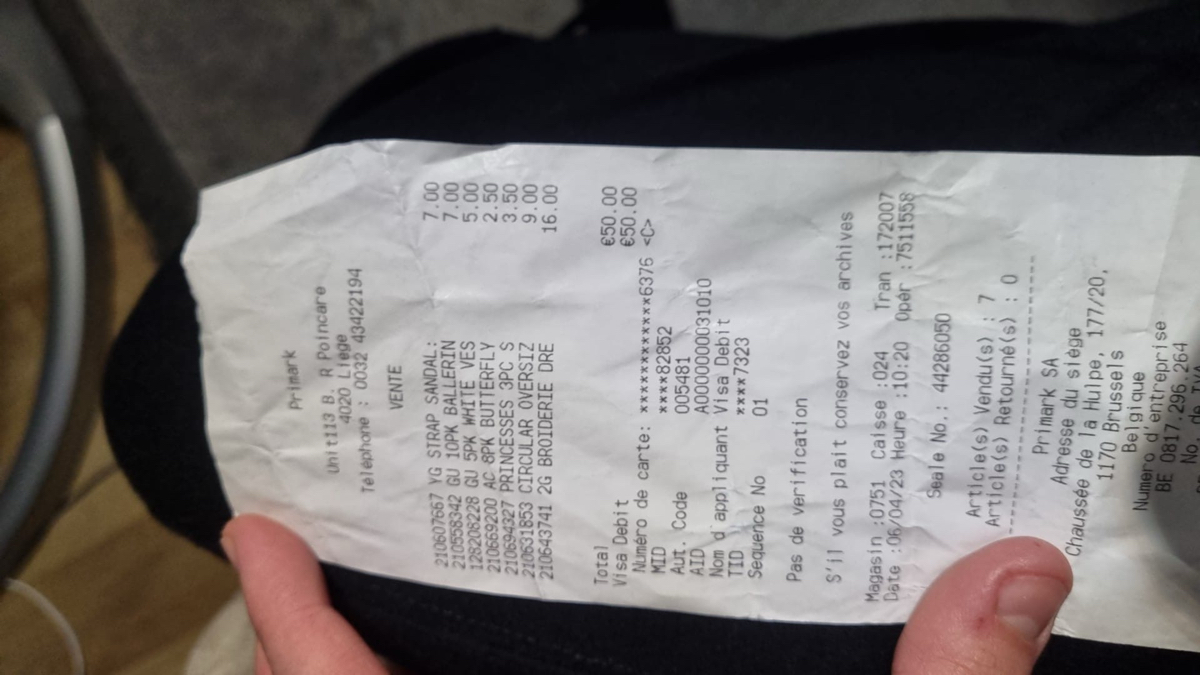 Primark
Unit113 B. R Poincare
4020 Liege
Téléphone : 0032 43422194
VENTE
210607667 YG STRAP SANDAL: 7.00
210558342 GU 10PK BALLERIN 7.00
128208228 GU 5PK WHITE VES 5.00
210669200 AC 8PK BUTTERFLY 2.50
210694327 PRINCESSES 3PC S 3.50
210631853 CIRCULAR OVERSIZ 9.00
210643741 2G BROIDERIE DRE 16.00
Total €50.00
Visa Debit €50.00
Numéro de carte: ************6376 <C>
MID ****82852
Aut. Code 005481
AID A0000000031010
Nom d'appliquant Visa Debit
TID ****7323
Sequence No 01
Pas de verification
S'il vous plait conservez vos archives
Magasin :0751 Caisse :024 Tran :172007
Date :06/04/23 Heure :10:20 Opér :7511558
Seale No.: 44286050
Article(s) Vendu(s) : 7
Article(s) Retourné(s) : 0
Primark SA
Adresse du siège
Chaussée de la Hulpe, 177/20,
1170 Brussels
Belgique
Numero d'entreprise
BE 0817.296.264